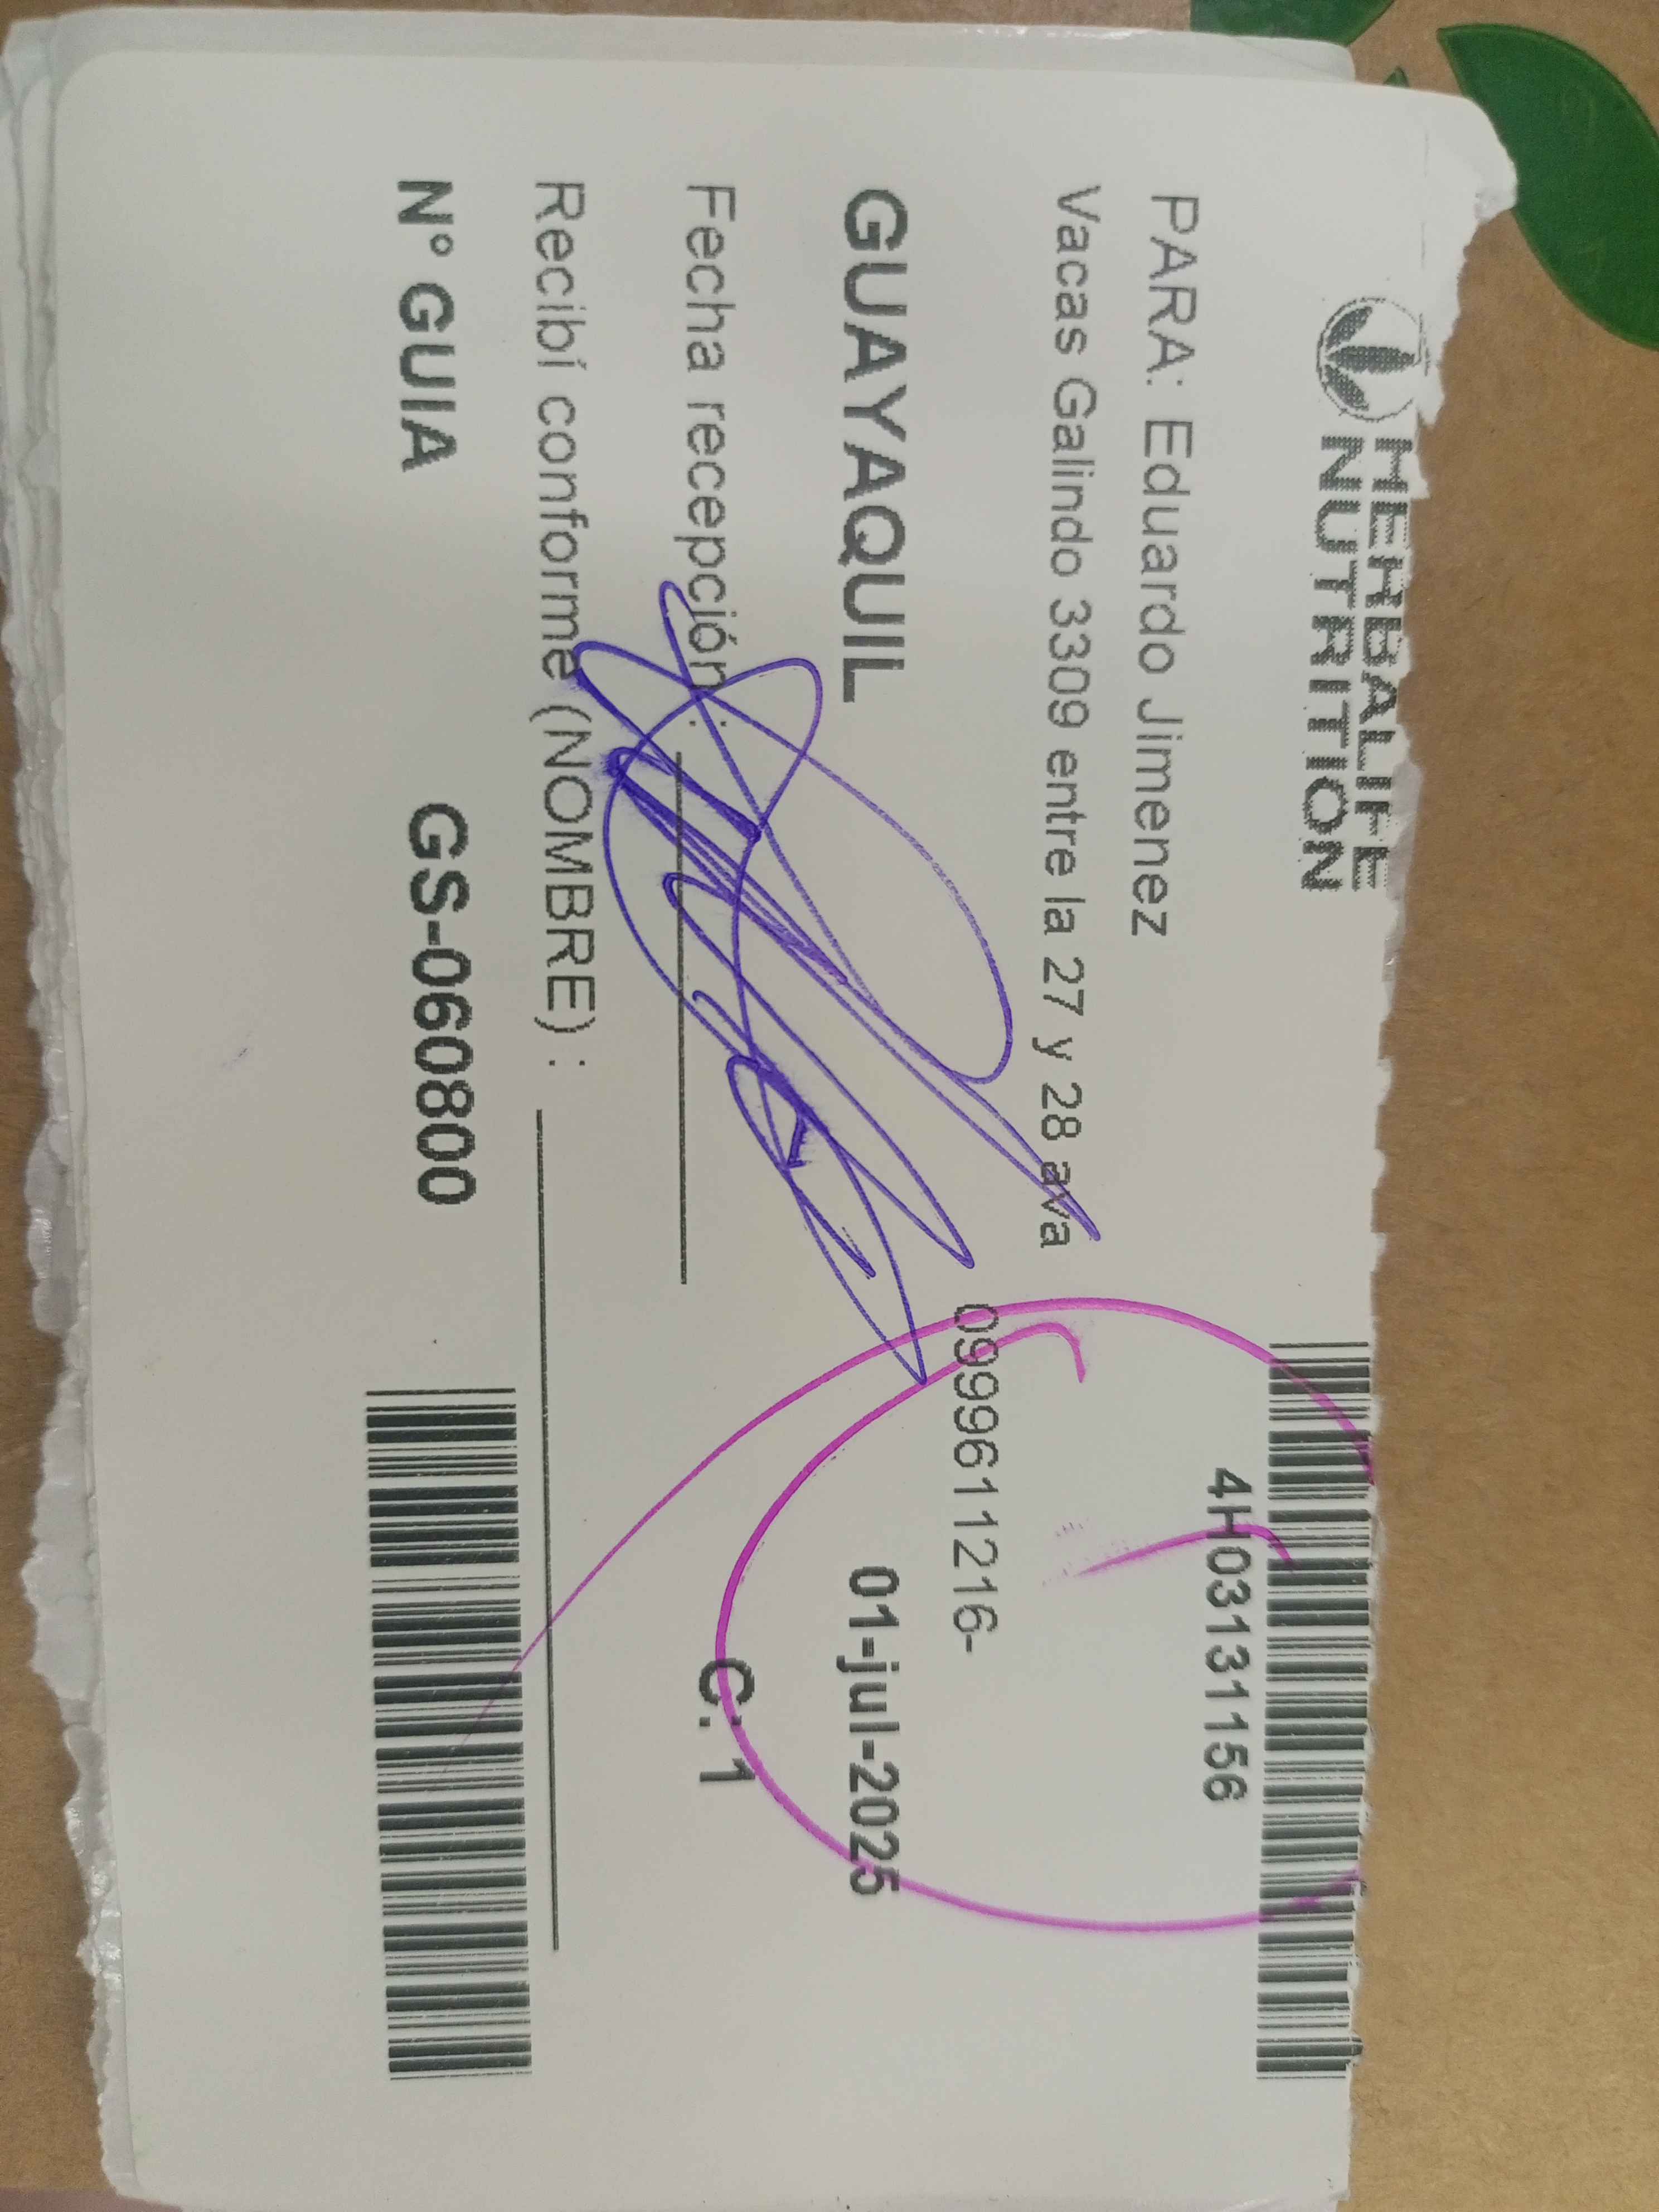 HERBALIFE
NUTRITION
4H03131156
PARA: Eduardo Jimenez
Vacas Galindo 3309 entre la 27 y 28 ava
0999611216-
GUAYAQUIL 01-jul-2025
Fecha recepción : C: 1
Recibí conforme (NOMBRE) :
N° GUIA GS-060800